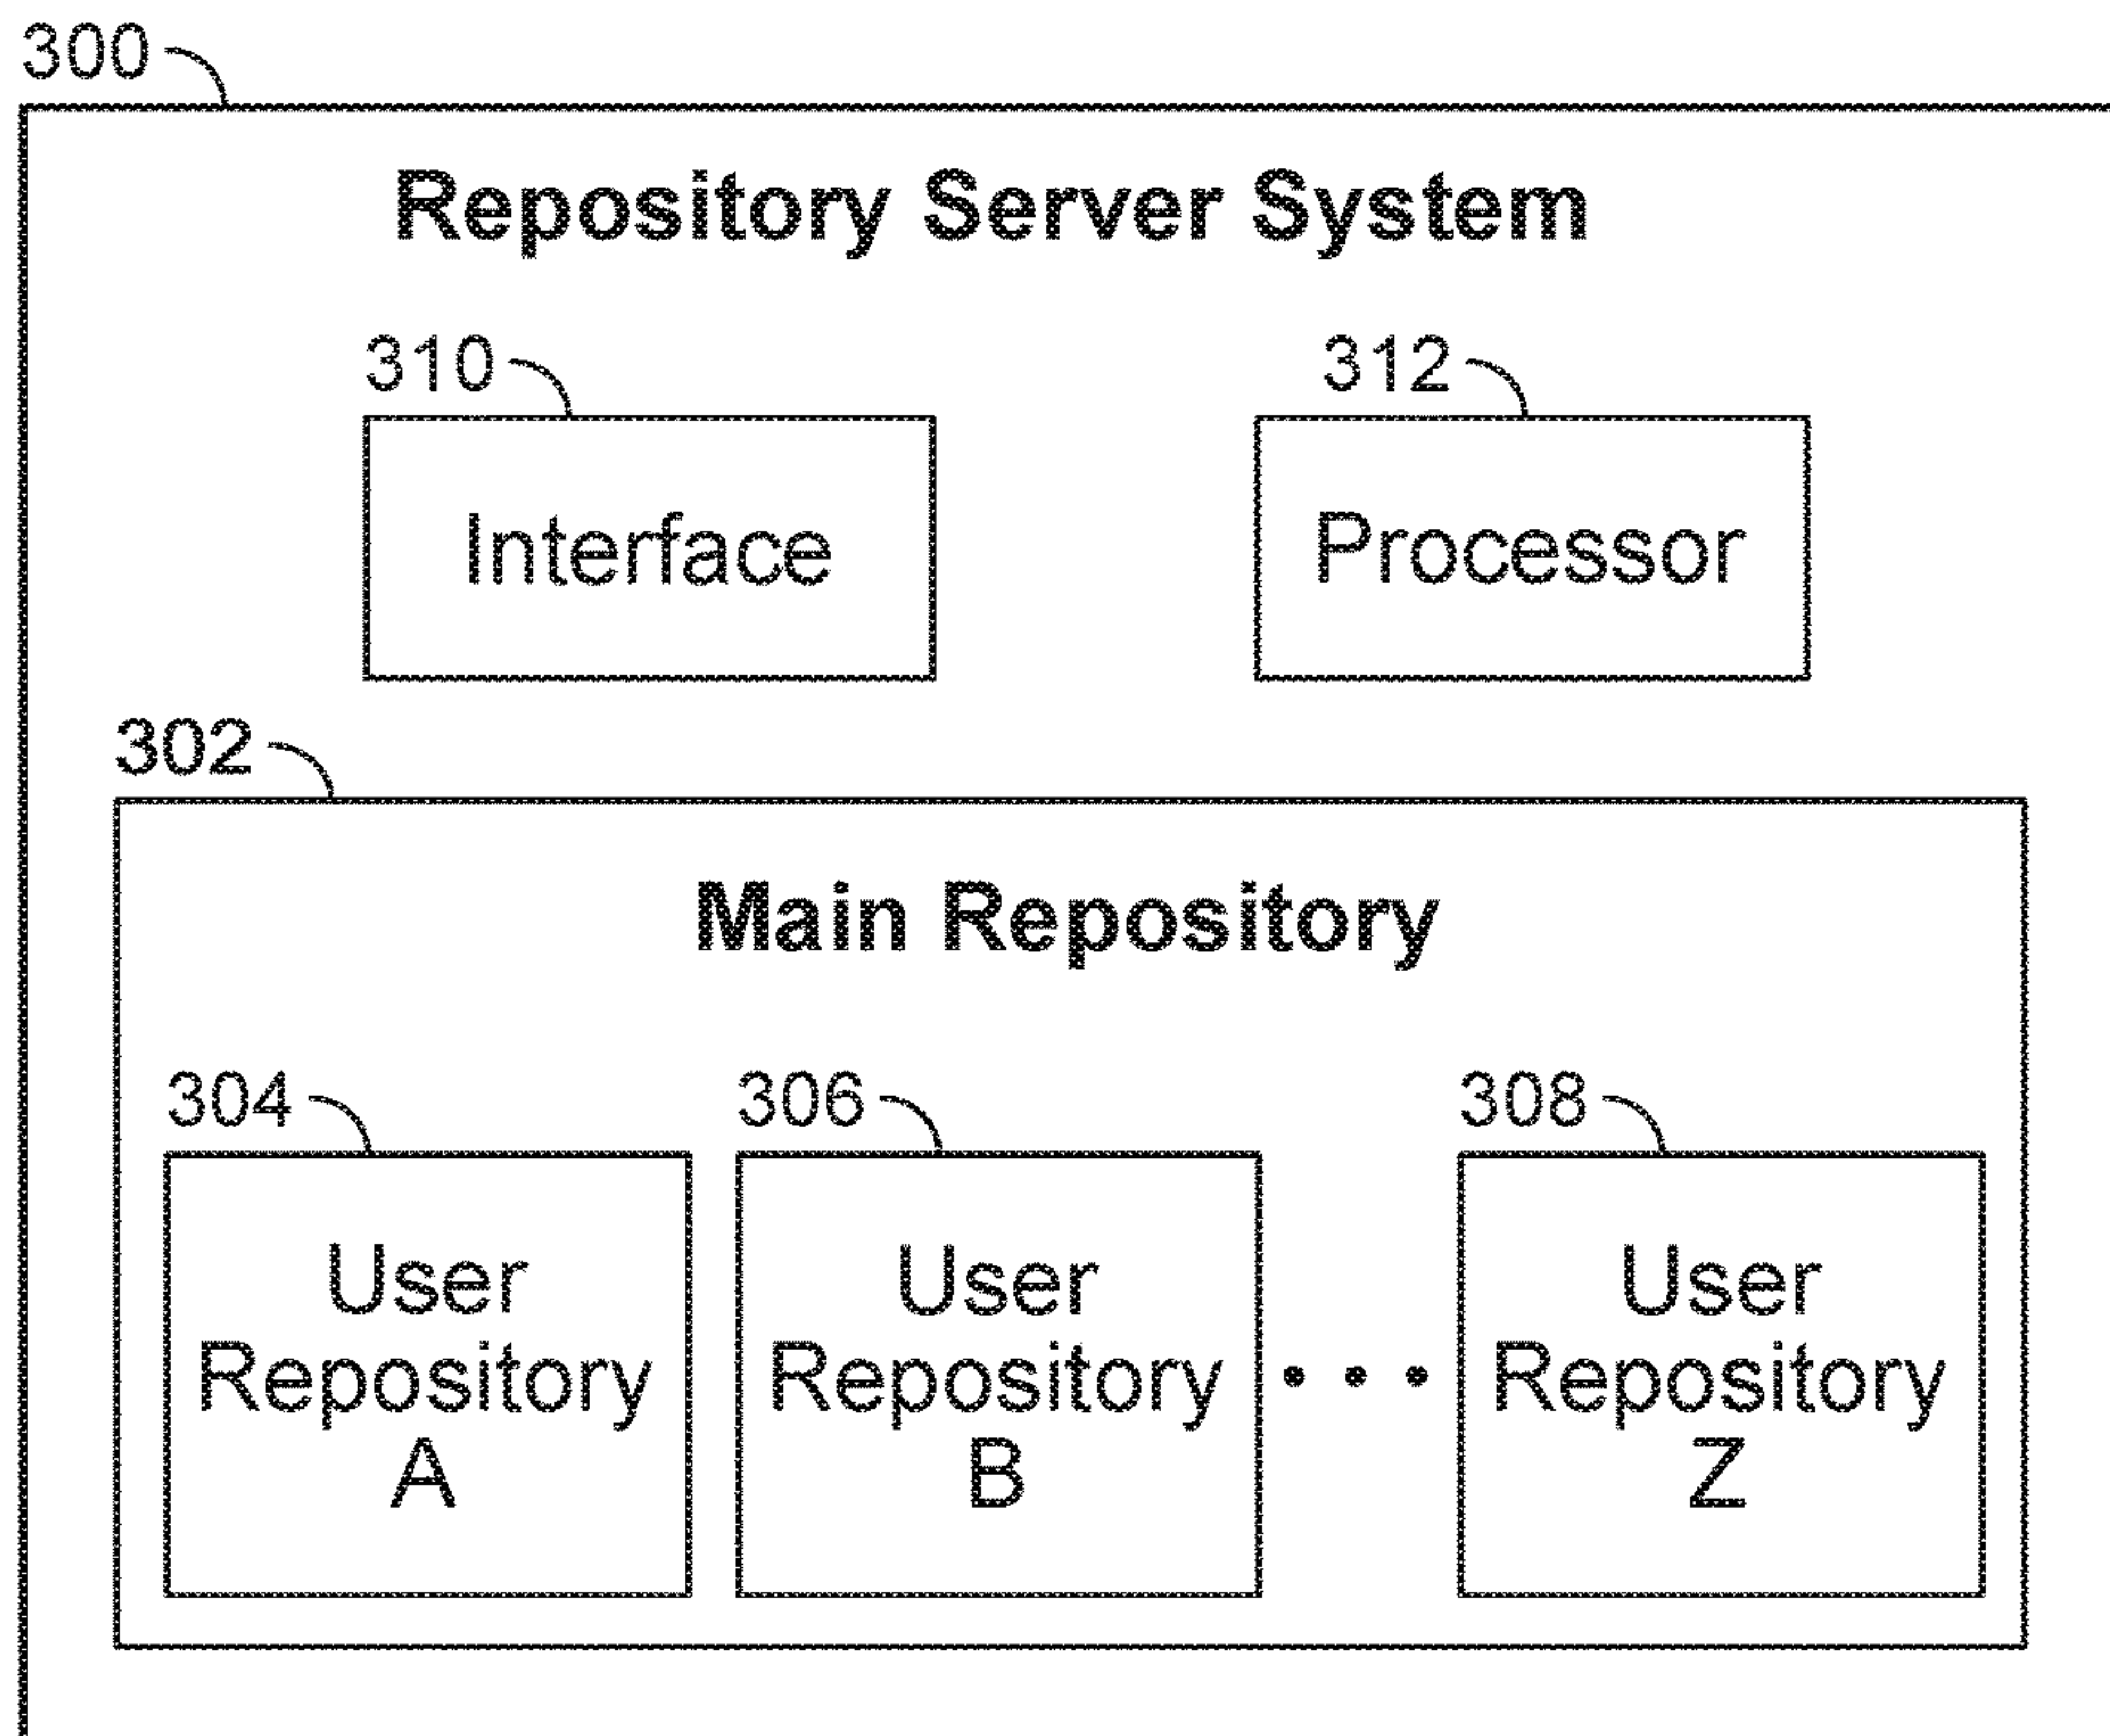 300
Repository Server System
310
312
Interface
Processor
302
Main Repository
304
306
308
User
Repository
A
User
Repository
B
• • •
User
Repository
Z